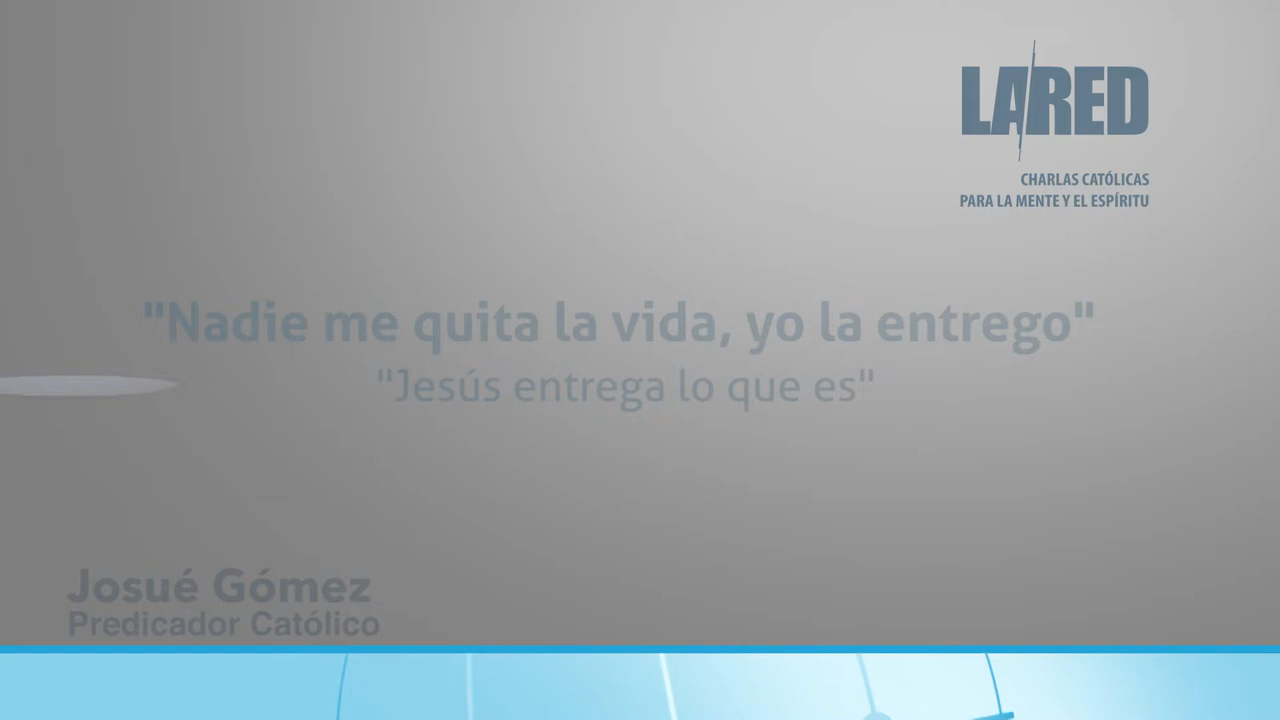 LARED
CHARLAS CATÓLICAS
PARA LA MENTE Y EL ESPÍRITU
"Nadie me quita la vida, yo la entrego"
"Jesús entrega lo que es"
Josué Gómez
Predicador Católico